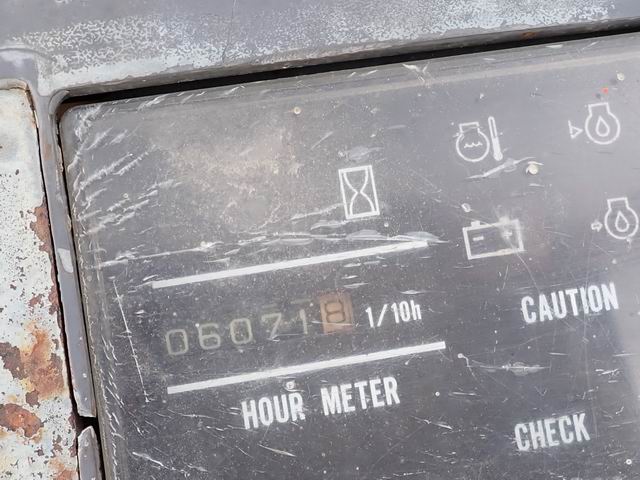 060718 1/10h
HOUR METER
CAUTION
CHECK